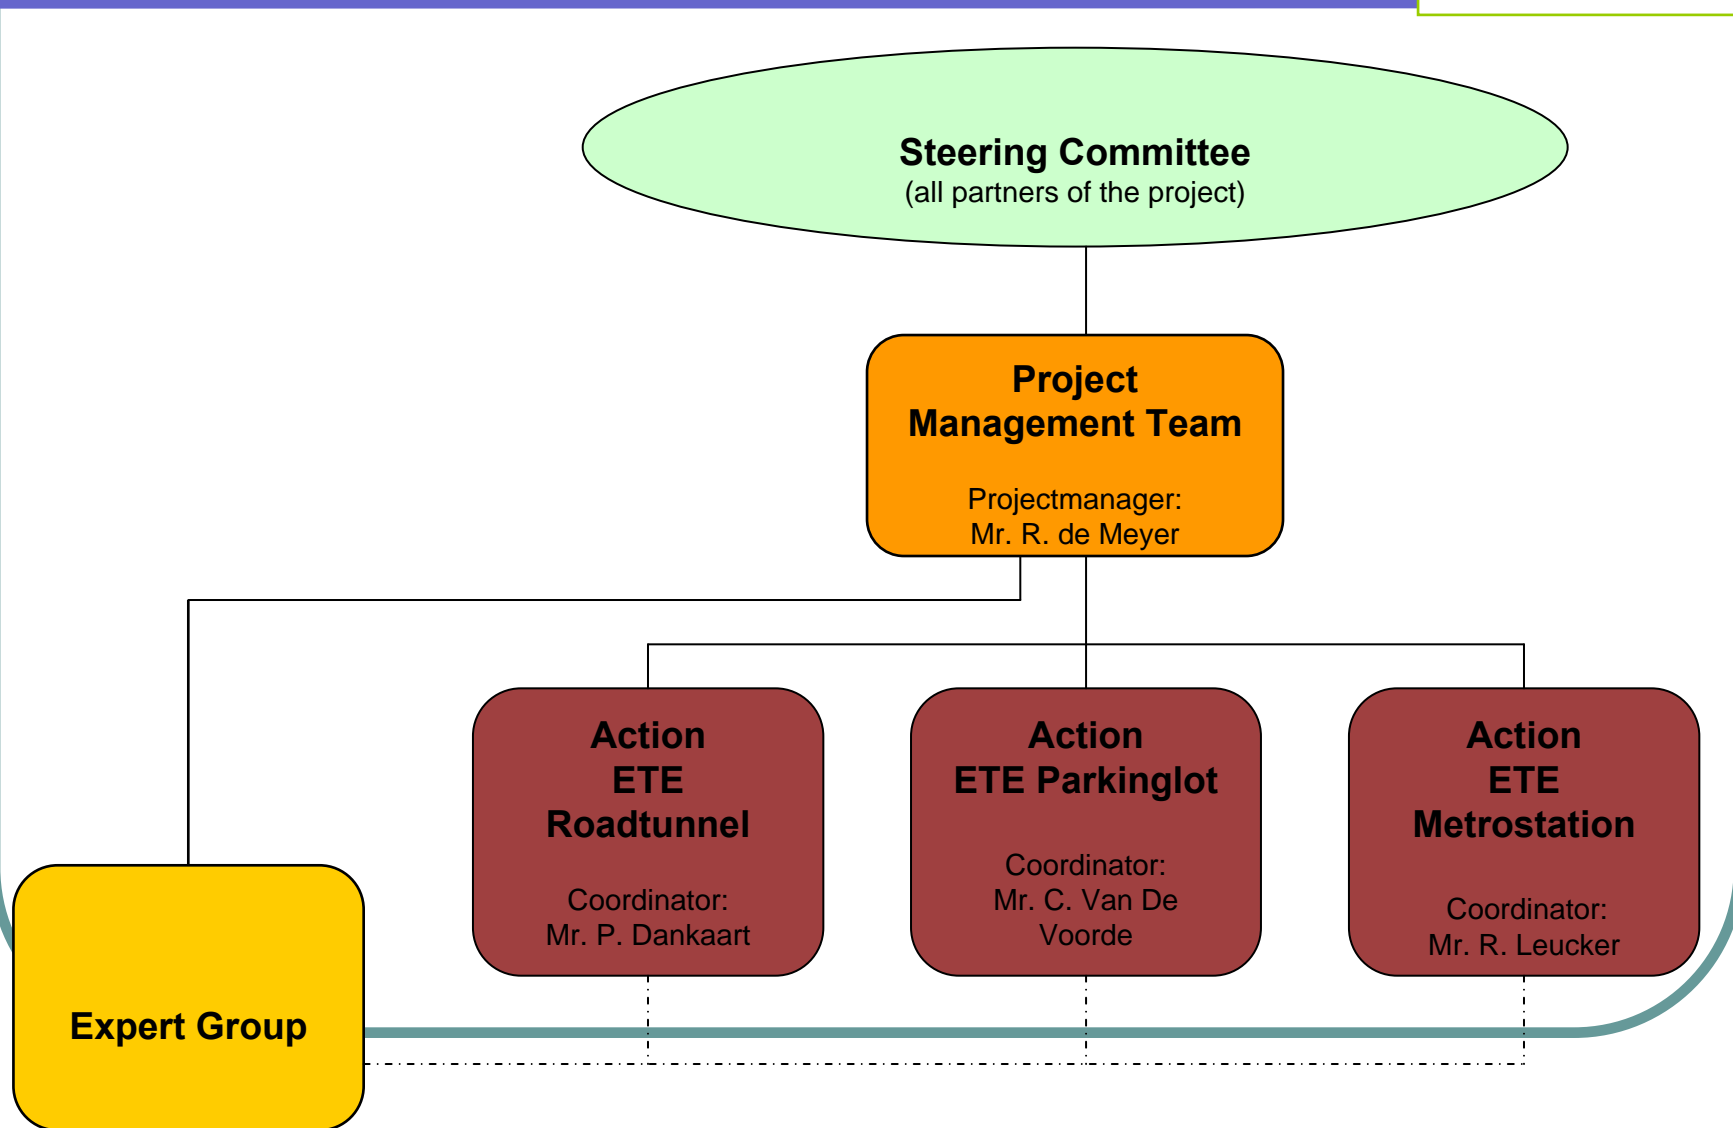 Steering Committee
(all partners of the project)
Project
Management Team
Projectmanager:
Mr. R. de Meyer
Action
ETE
Roadtunnel
Coordinator:
Mr. P. Dankaart
Action
ETE Parkinglot
Coordinator:
Mr. C. Van De
Voorde
Action
ETE
Metrostation
Coordinator:
Mr. R. Leucker
Expert Group